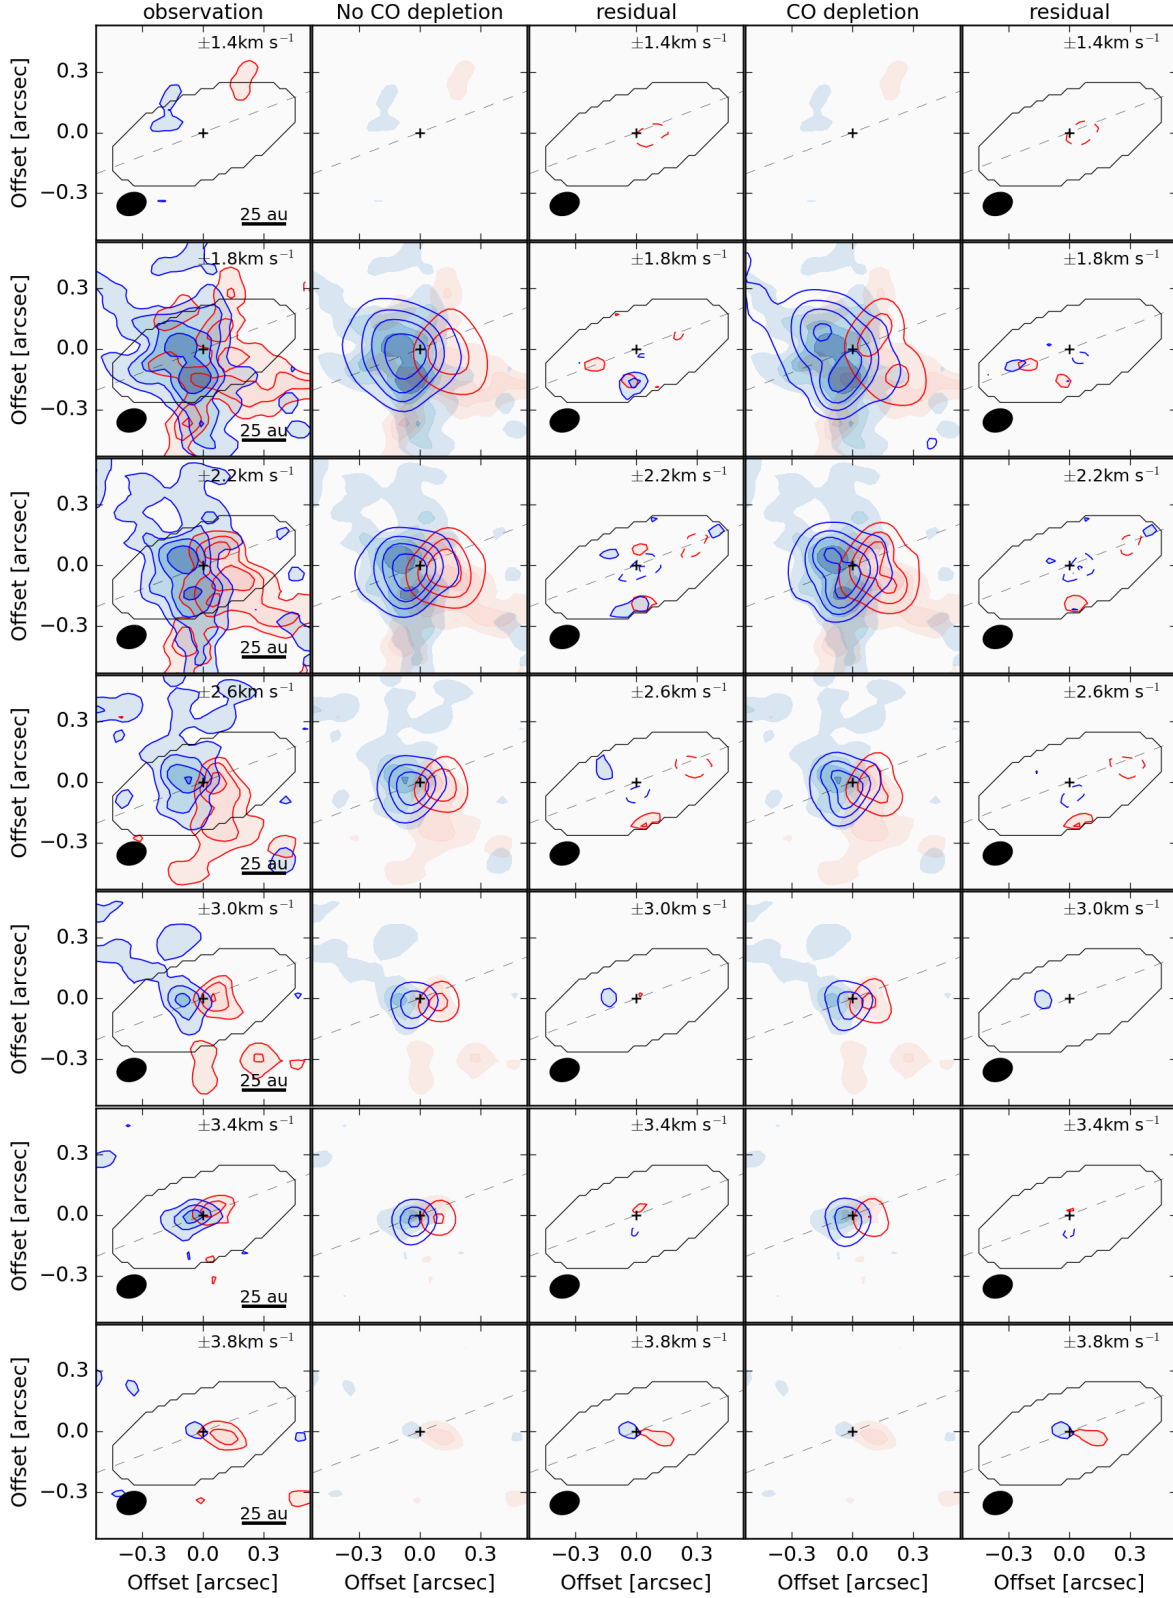 observation No CO depletion residual CO depletion residual
Offset [arcsec] 0.3 0.0 −0.3 ±1.4km s⁻¹ 25 au ±1.4km s⁻¹ ±1.4km s⁻¹
Offset [arcsec] 0.3 0.0 −0.3 ±1.8km s⁻¹ 25 au ±1.8km s⁻¹ ±1.8km s⁻¹
Offset [arcsec] 0.3 0.0 −0.3 ±2.2km s⁻¹ 25 au ±2.2km s⁻¹ ±2.2km s⁻¹
Offset [arcsec] 0.3 0.0 −0.3 ±2.6km s⁻¹ 25 au ±2.6km s⁻¹ ±2.6km s⁻¹
Offset [arcsec] 0.3 0.0 −0.3 ±3.0km s⁻¹ 25 au ±3.0km s⁻¹ ±3.0km s⁻¹
Offset [arcsec] 0.3 0.0 −0.3 ±3.4km s⁻¹ 25 au ±3.4km s⁻¹ ±3.4km s⁻¹
Offset [arcsec] 0.3 0.0 −0.3 ±3.8km s⁻¹ 25 au ±3.8km s⁻¹ ±3.8km s⁻¹
−0.3 0.0 0.3 −0.3 0.0 0.3 −0.3 0.0 0.3 −0.3 0.0 0.3 −0.3 0.0 0.3
Offset [arcsec] Offset [arcsec] Offset [arcsec] Offset [arcsec] Offset [arcsec]